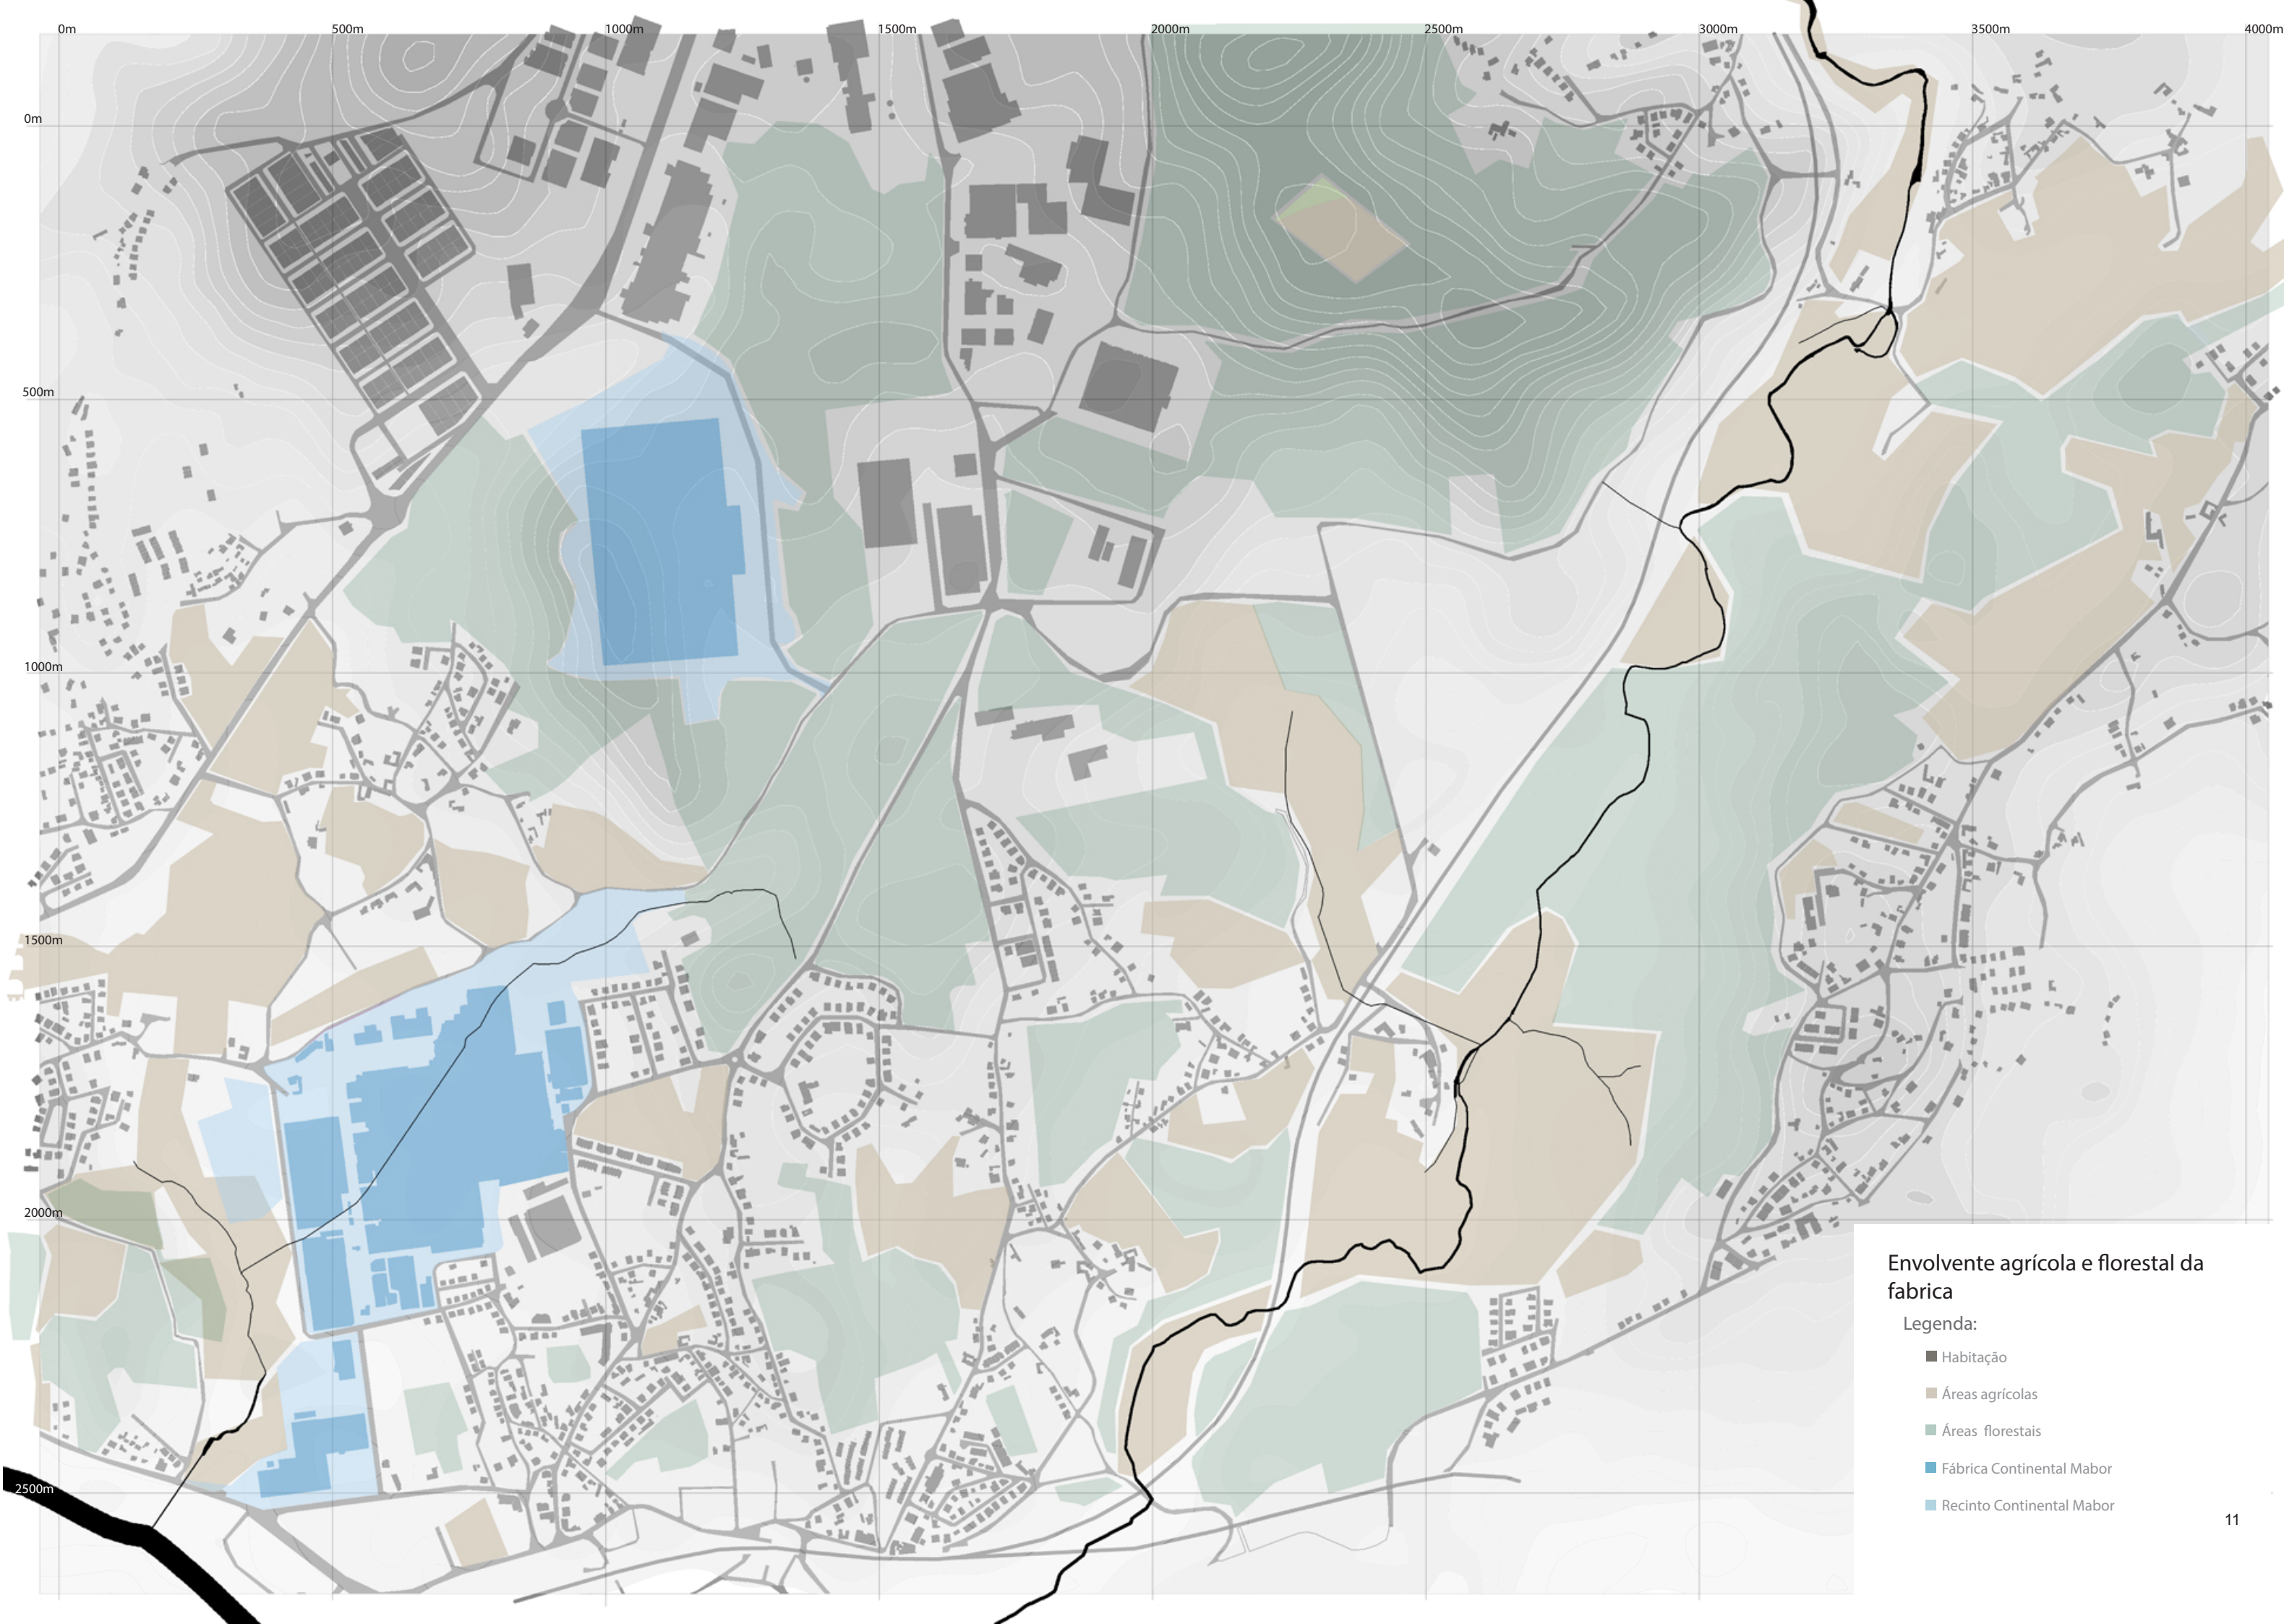 0m 500m 1000m 1500m 2000m 2500m 3000m 3500m 4000m
0m
500m
1000m
1500m
2000m
2500m
Envolvente agrícola e florestal da
fabrica
Legenda:
Habitação
Áreas agrícolas
Áreas florestais
Fábrica Continental Mabor
Recinto Continental Mabor
11